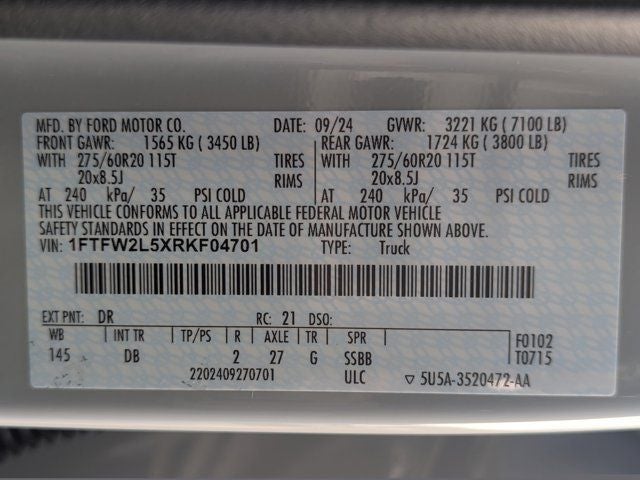 MFD. BY FORD MOTOR CO. DATE: 09/24 GVWR: 3221 KG ( 7100 LB)
FRONT GAWR: 1565 KG ( 3450 LB) REAR GAWR: 1724 KG ( 3800 LB)
WITH 275/60R20 115T TIRES WITH 275/60R20 115T TIRES
20x8.5J RIMS 20x8.5J RIMS
AT 240 kPa/ 35 PSI COLD AT 240 kPa/ 35 PSI COLD
THIS VEHICLE CONFORMS TO ALL APPLICABLE FEDERAL MOTOR VEHICLE
SAFETY STANDARDS IN EFFECT ON THE DATE OF MANUFACTURE SHOWN ABOVE.
VIN: 1FTFW2L5XRKF04701 TYPE: Truck
EXT PNT: DR RC: 21 DSO:
WB INT TR TP/PS R AXLE TR SPR F0102
145 DB 2 27 G SSBB T0715
2202409270701 ULC ▽ 5U5A-3520472-AA